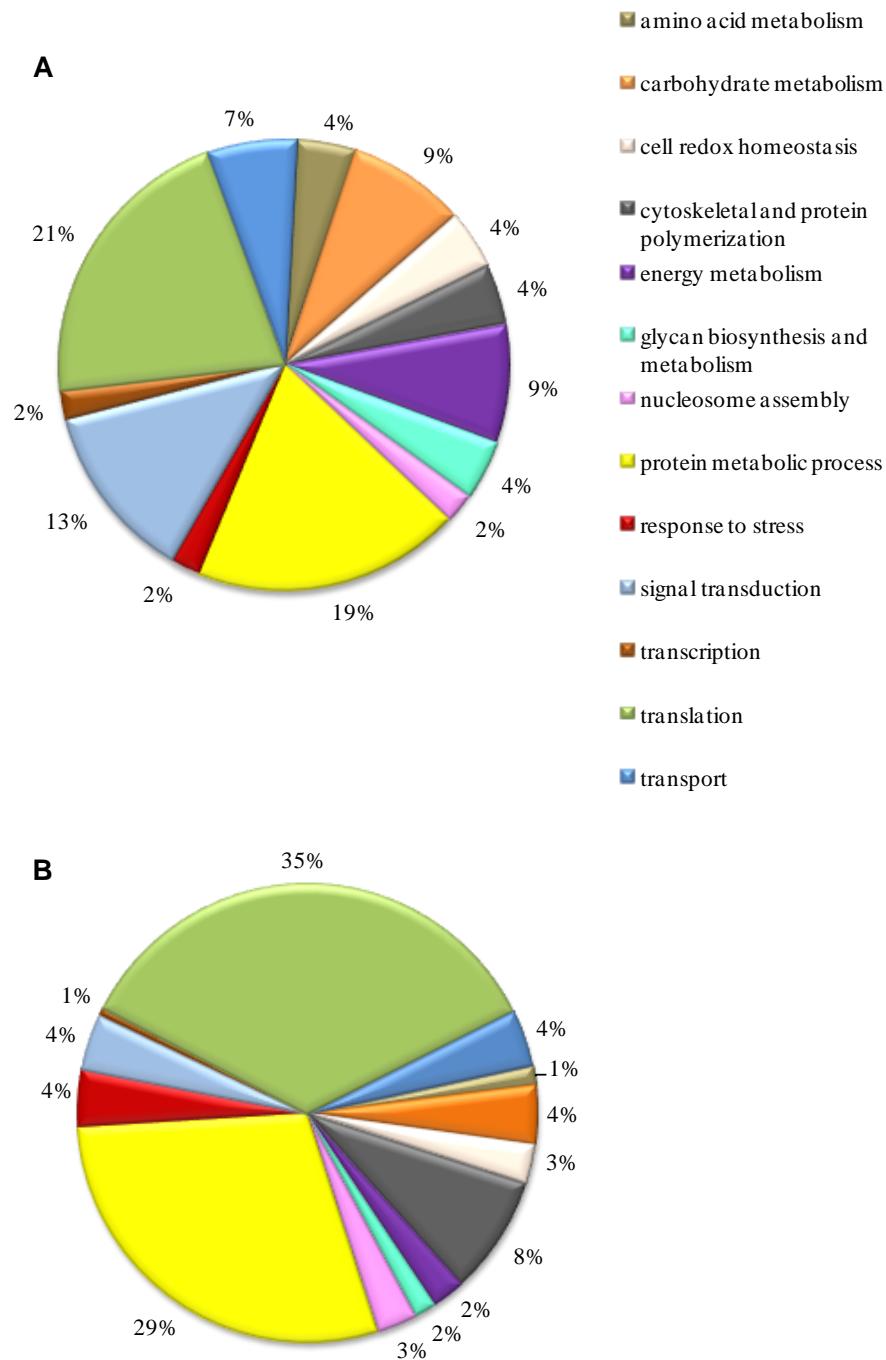 A
7%
4%
9%
4%
4%
9%
4%
2%
19%
2%
13%
2%
21%
amino acid metabolism
carbohydrate metabolism
cell redox homeostasis
cytoskeletal and protein
polymerization
energy metabolism
glycan biosynthesis and
metabolism
nucleosome assembly
protein metabolic process
response to stress
signal transduction
transcription
translation
transport
B
35%
4%
1%
4%
3%
8%
2%
2%
3%
29%
4%
4%
1%